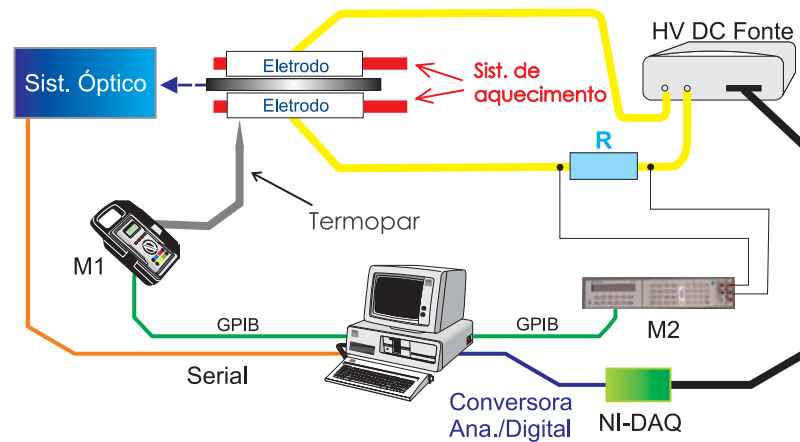 HV DC Fonte
Sist. Óptico
Eletrodo
Eletrodo
Sist. de
aquecimento
R
Termopar
M1
GPIB
GPIB
M2
Serial
Conversora
Ana./Digital
NI-DAQ